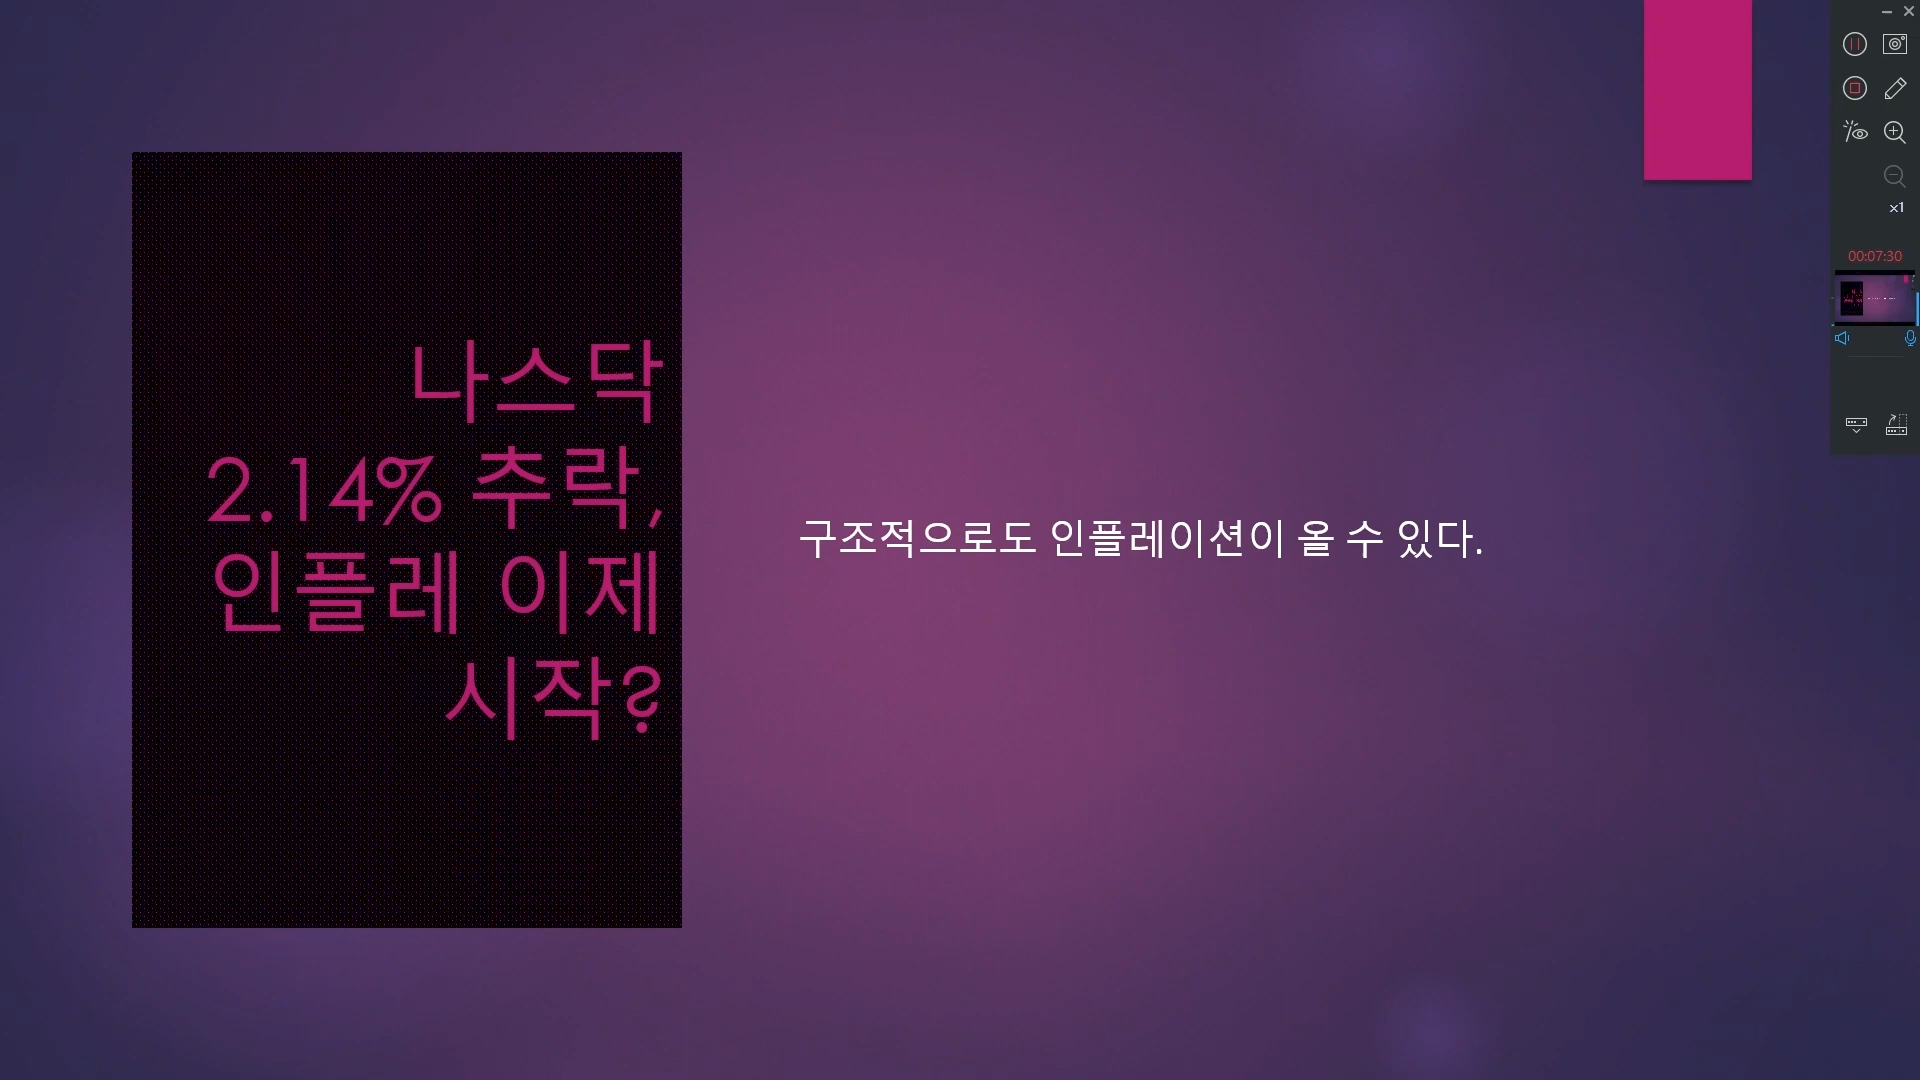 나스닥
2.14% 추락,
인플레 이제
시작?
구조적으로도 인플레이션이 올 수 있다.
x1
00:07:30